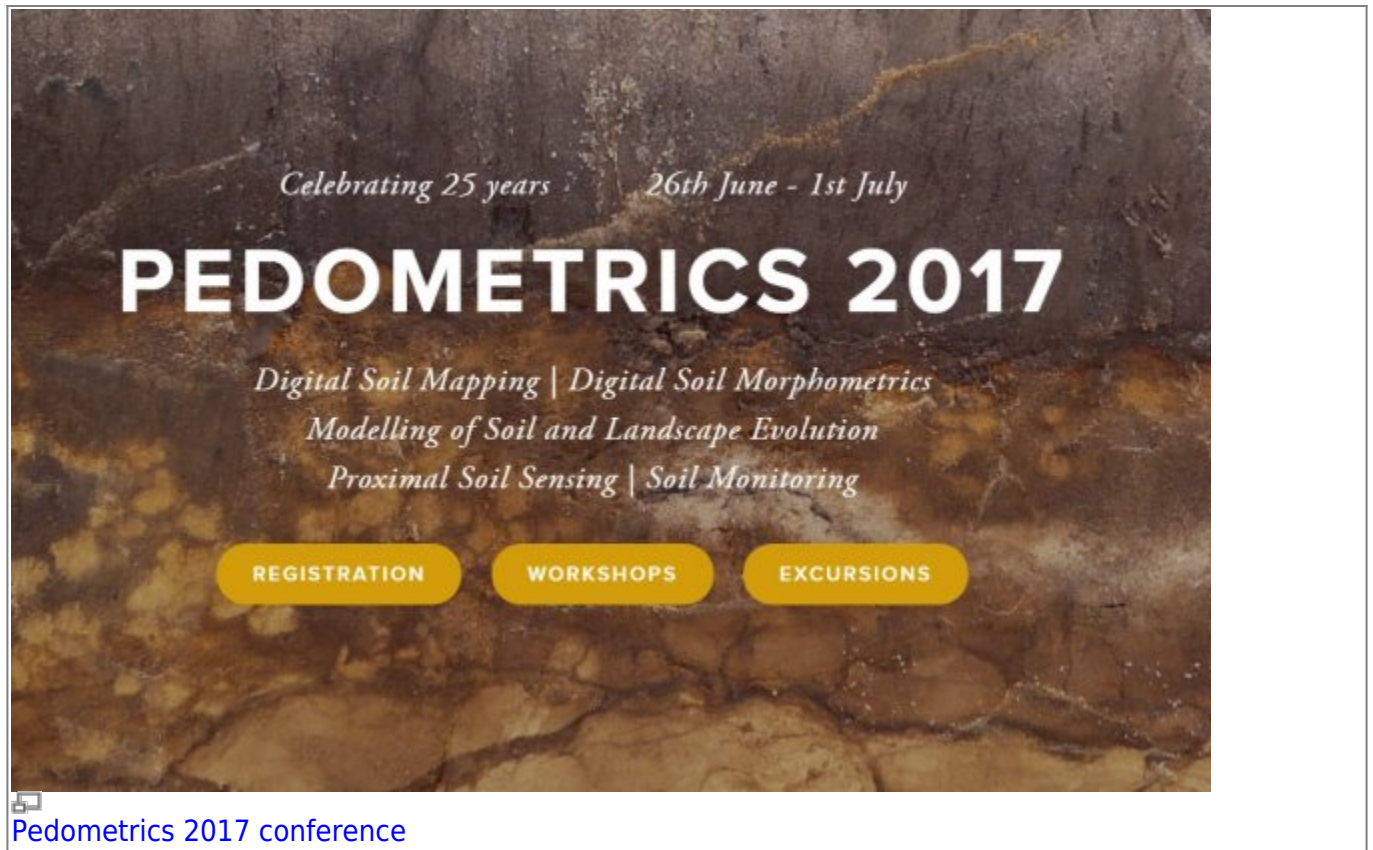 Celebrating 25 years 26th June - 1st July
PEDOMETRICS 2017
Digital Soil Mapping | Digital Soil Morphometrics
Modelling of Soil and Landscape Evolution
Proximal Soil Sensing | Soil Monitoring
REGISTRATION WORKSHOPS EXCURSIONS
Pedometrics 2017 conference